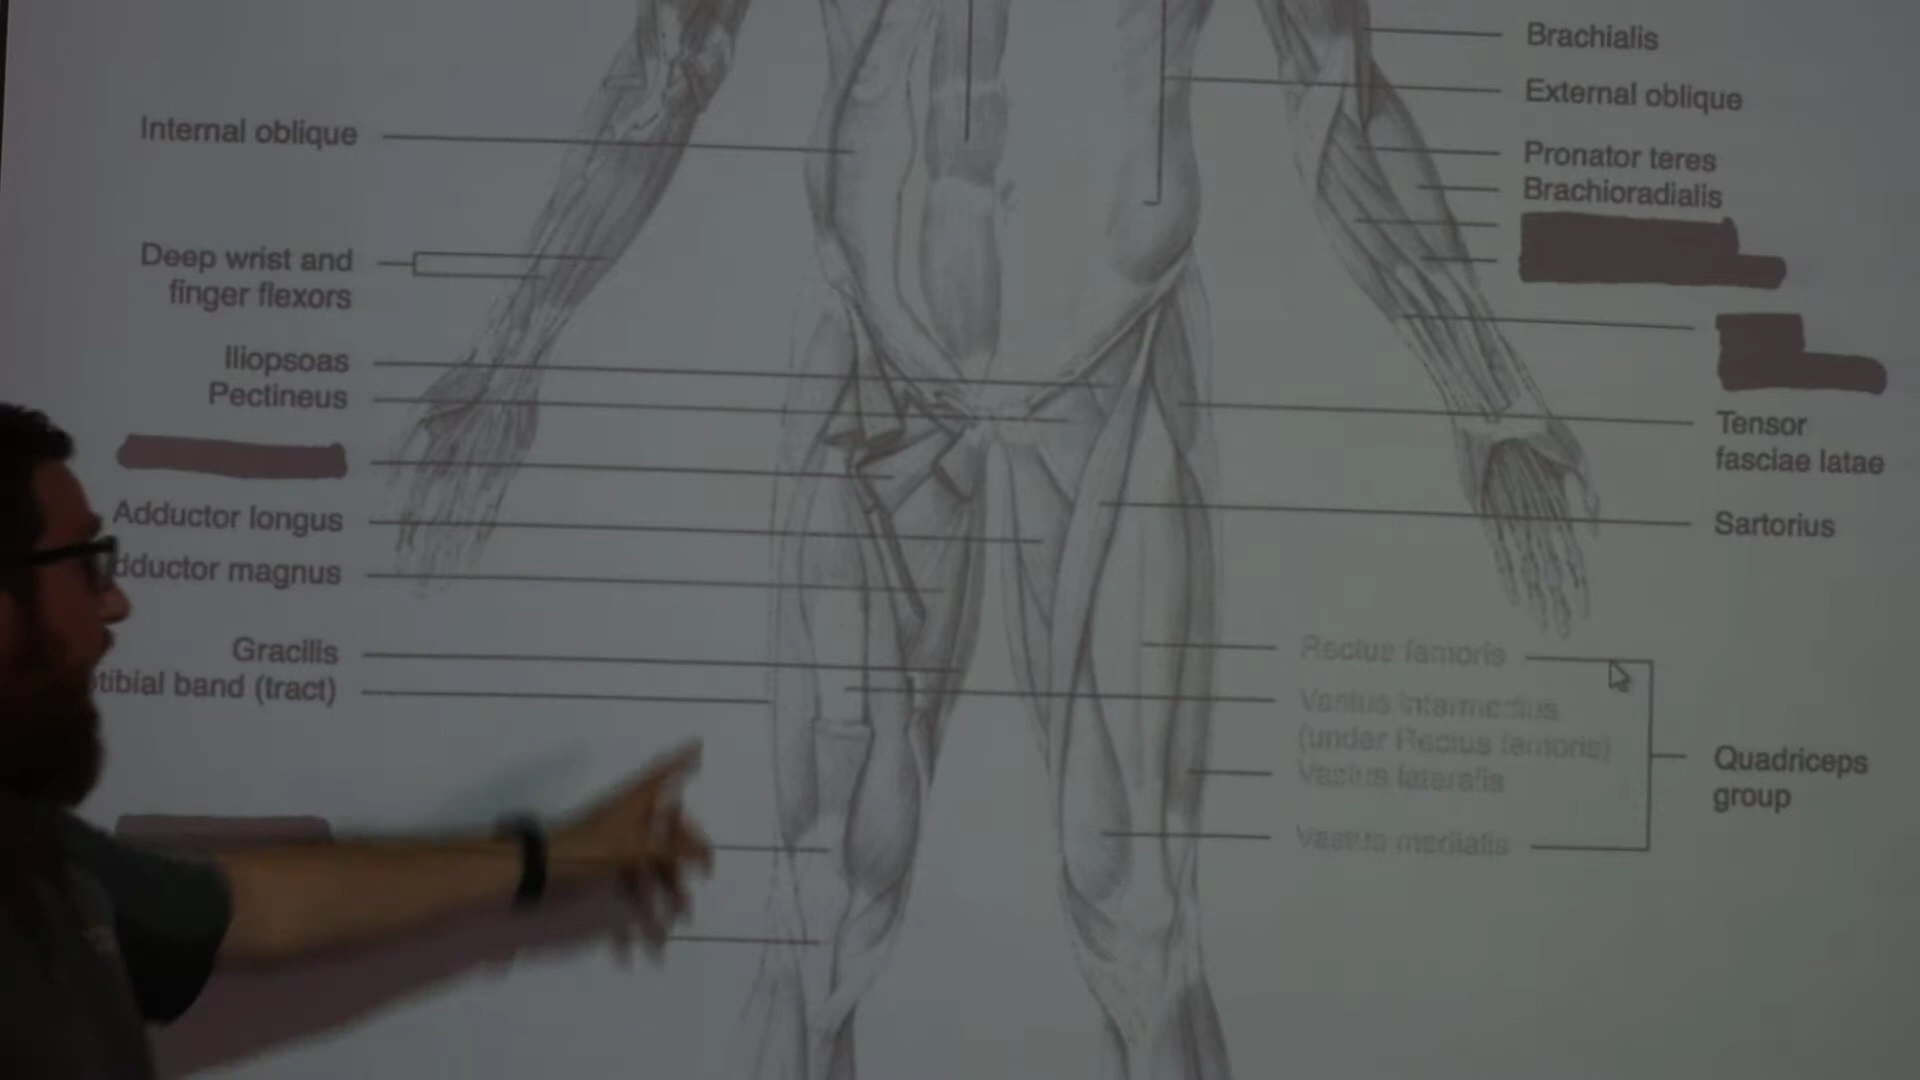 Internal oblique
Deep wrist and
finger flexors
Iliopsoas
Pectineus
Adductor longus
dductor magnus
Gracilis
tibial band (tract)
Brachialis
External oblique
Pronator teres
Brachioradialis
Tensor
fasciae latae
Sartorius
Rectus femoris
Vastus intermedius
(under Rectus femoris)
Vastus lateralis
Vastus medialis
Quadriceps
group